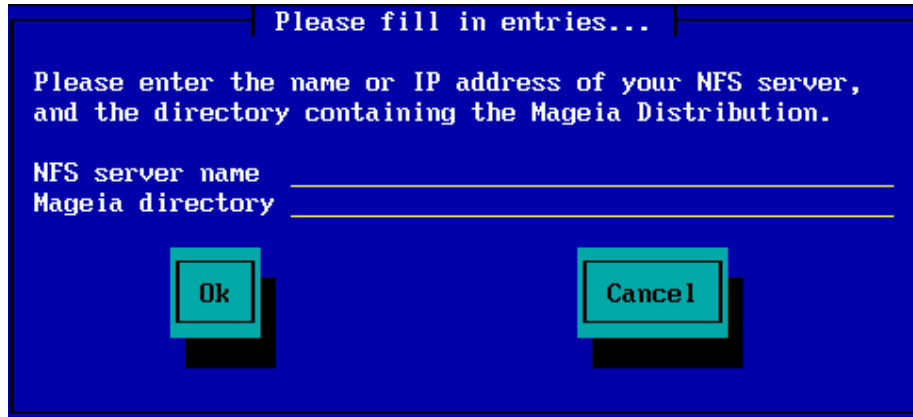 Please fill in entries...
Please enter the name or IP address of your NFS server,
and the directory containing the Mageia Distribution.
NFS server name
Mageia directory
Ok Cancel